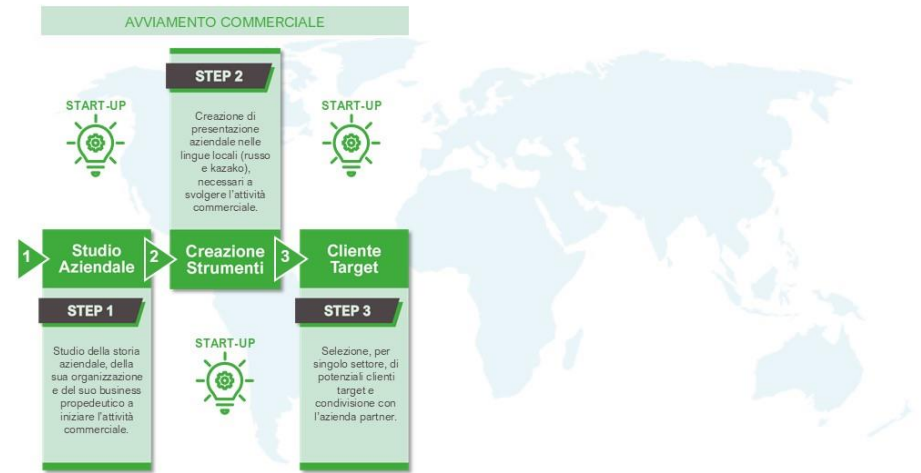 AVVIAMENTO COMMERCIALE
STEP 2
START-UP
START-UP
Creazione di
presentazione
aziendale nelle
lingue locali (russo
e kazako),
necessari a
svolgere l'attività
commerciale.
1
Studio
Aziendale
2
Creazione
Strumenti
3
Cliente
Target
STEP 1
STEP 3
START-UP
Studio della storia
aziendale, della
sua organizzazione
e del suo business
propedeutico a
iniziare l'attività
commerciale.
Selezione, per
singolo settore, di
potenziali clienti
target e
condivisione con
l'azienda partner.